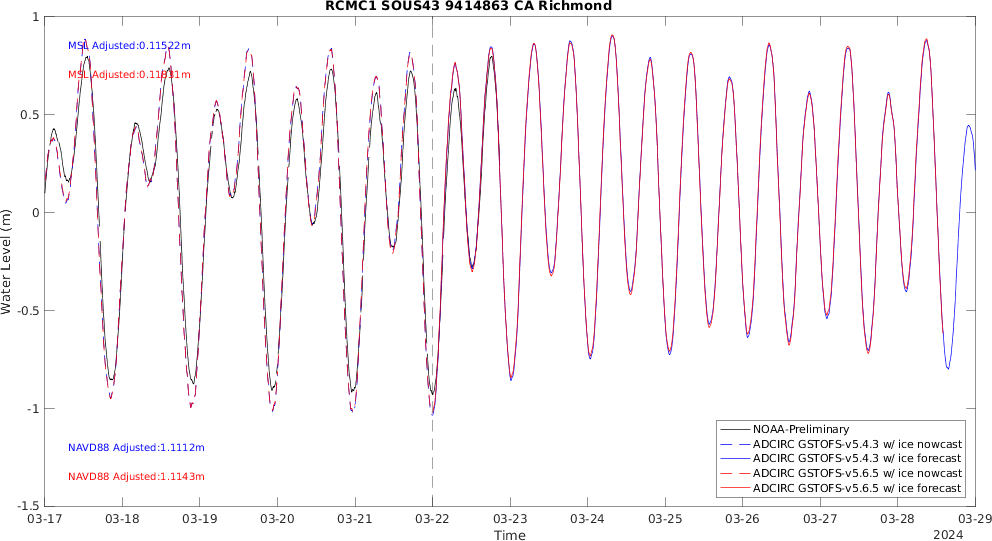 RCMC1 SOUS43 9414863 CA Richmond
MSL Adjusted:0.11522m
MSL Adjusted:0.11831m
1
0.5
0
-0.5
-1
-1.5
Water Level (m)
NAVD88 Adjusted:1.1112m
NAVD88 Adjusted:1.1143m
NOAA-Preliminary
ADCIRC GSTOFS-v5.4.3 w/ ice nowcast
ADCIRC GSTOFS-v5.4.3 w/ ice forecast
ADCIRC GSTOFS-v5.6.5 w/ ice nowcast
ADCIRC GSTOFS-v5.6.5 w/ ice forecast
03-17 03-18 03-19 03-20 03-21 03-22 03-23 03-24 03-25 03-26 03-27 03-28 03-29
Time
2024